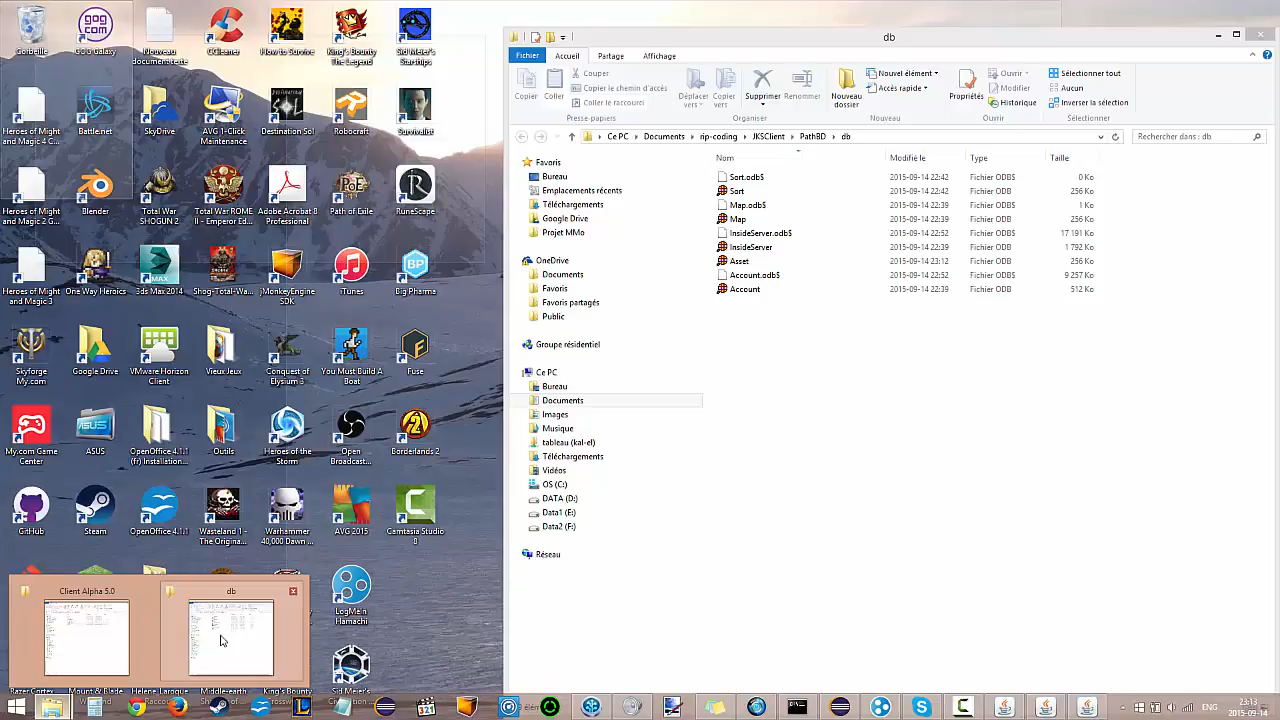 db
Fichier Accueil Partage Affichage
Copier
Coller
Couper
Copier le chemin d'accès
Coller le raccourci
Presse-papiers
Déplacer vers
Copier vers
Supprimer
Renommer
Organiser
Nouveau dossier
Nouvel élément
Accès rapide
Nouveau
Propriétés
Ouvrir
Modifier
Historique
Ouvrir
Sélectionner tout
Aucun
Inverser la sélection
Sélectionner
Ce PC Documents rip-coding JKSClient PathBD db
Rechercher dans : db
Nom Modifié le Type Taille
Sort.odb$ 2015-09-14 22:42 Fichier ODB$ 0 Ko
Sort 2015-09-14 22:42 Fichier ODB 256 Ko
Map.odb$ 2015-09-14 22:39 Fichier ODB$ 1 Ko
Map 2015-09-14 22:39 Fichier ODB 256 Ko
InsideServer.odb$ 2015-09-14 22:52 Fichier ODB$ 17 191 Ko
InsideServer 2015-09-14 22:39 Fichier ODB 1 792 Ko
Asset 2015-09-14 23:12 Fichier ODB 0 Ko
Account.odb$ 2015-09-14 22:52 Fichier ODB$ 9 257 Ko
Account 2015-09-14 22:39 Fichier ODB 512 Ko
Favoris
Bureau
Emplacements récents
Téléchargements
Google Drive
Projet MMo
OneDrive
Documents
Favoris
Favoris partagés
Public
Groupe résidentiel
Ce PC
Bureau
Documents
Images
Musique
tableau (kal-el)
Téléchargements
Vidéos
OS (C:)
DATA (D:)
Data1 (E:)
Data2 (F:)
Réseau
GOG Galaxy
Nouveau document texte
CCleaner
How to Survive
King's Bounty The Legend
Sid Meier's Starships
Heroes of Might and Magic 4 C...
Battle.net
SkyDrive
AVG 1-Click Maintenance
Destination Sol
Robocraft
Survivalist
Heroes of Might and Magic 2 G...
Blender
Total War SHOGUN 2
Total War ROME II - Emperor Ed...
Adobe Acrobat 8 Professional
Path of Exile
RuneScape
Heroes of Might and Magic 3
One Way Heroics
3ds Max 2014
Shog-Total-Wa...
jMonkeyEngine SDK
iTunes
Big Pharma
Skyforge My.com
Google Drive
VMware Horizon Client
Vieux Jeux
Conquest of Elysium 3
You Must Build A Boat
Fuse
My.com Game Center
ASUS
OpenOffice 4.1.1 (fr) Installation...
Outils
Heroes of the Storm
Open Broadcast...
Borderlands 2
GitHub
Steam
OpenOffice 4.1.1
Wasteland 1 - The Origina...
Warhammer 40,000 Dawn ...
AVG 2015
Camtasia Studio 8
LogMeIn Hamachi
Client Alpha 5.0
db
ENG
23:13
2015-09-14